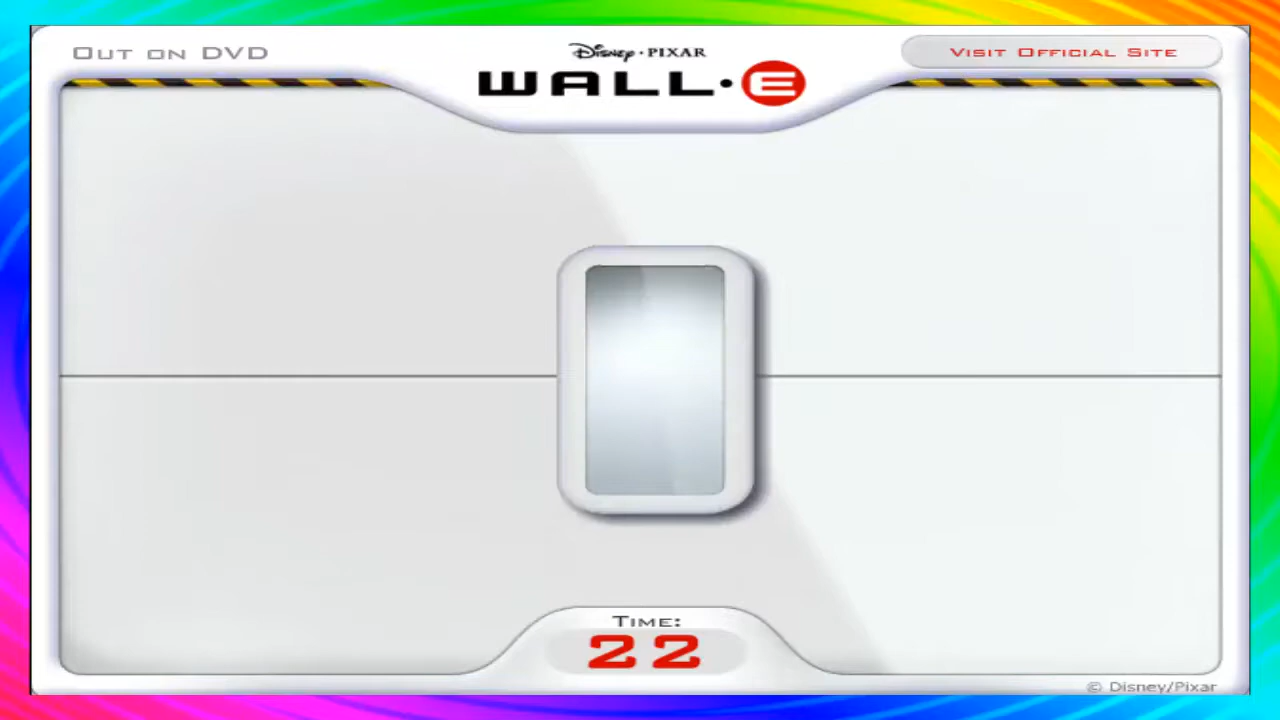 Out on DVD
Disney·PIXAR
WALL·E
Visit Official Site
Time:
22
© Disney/Pixar